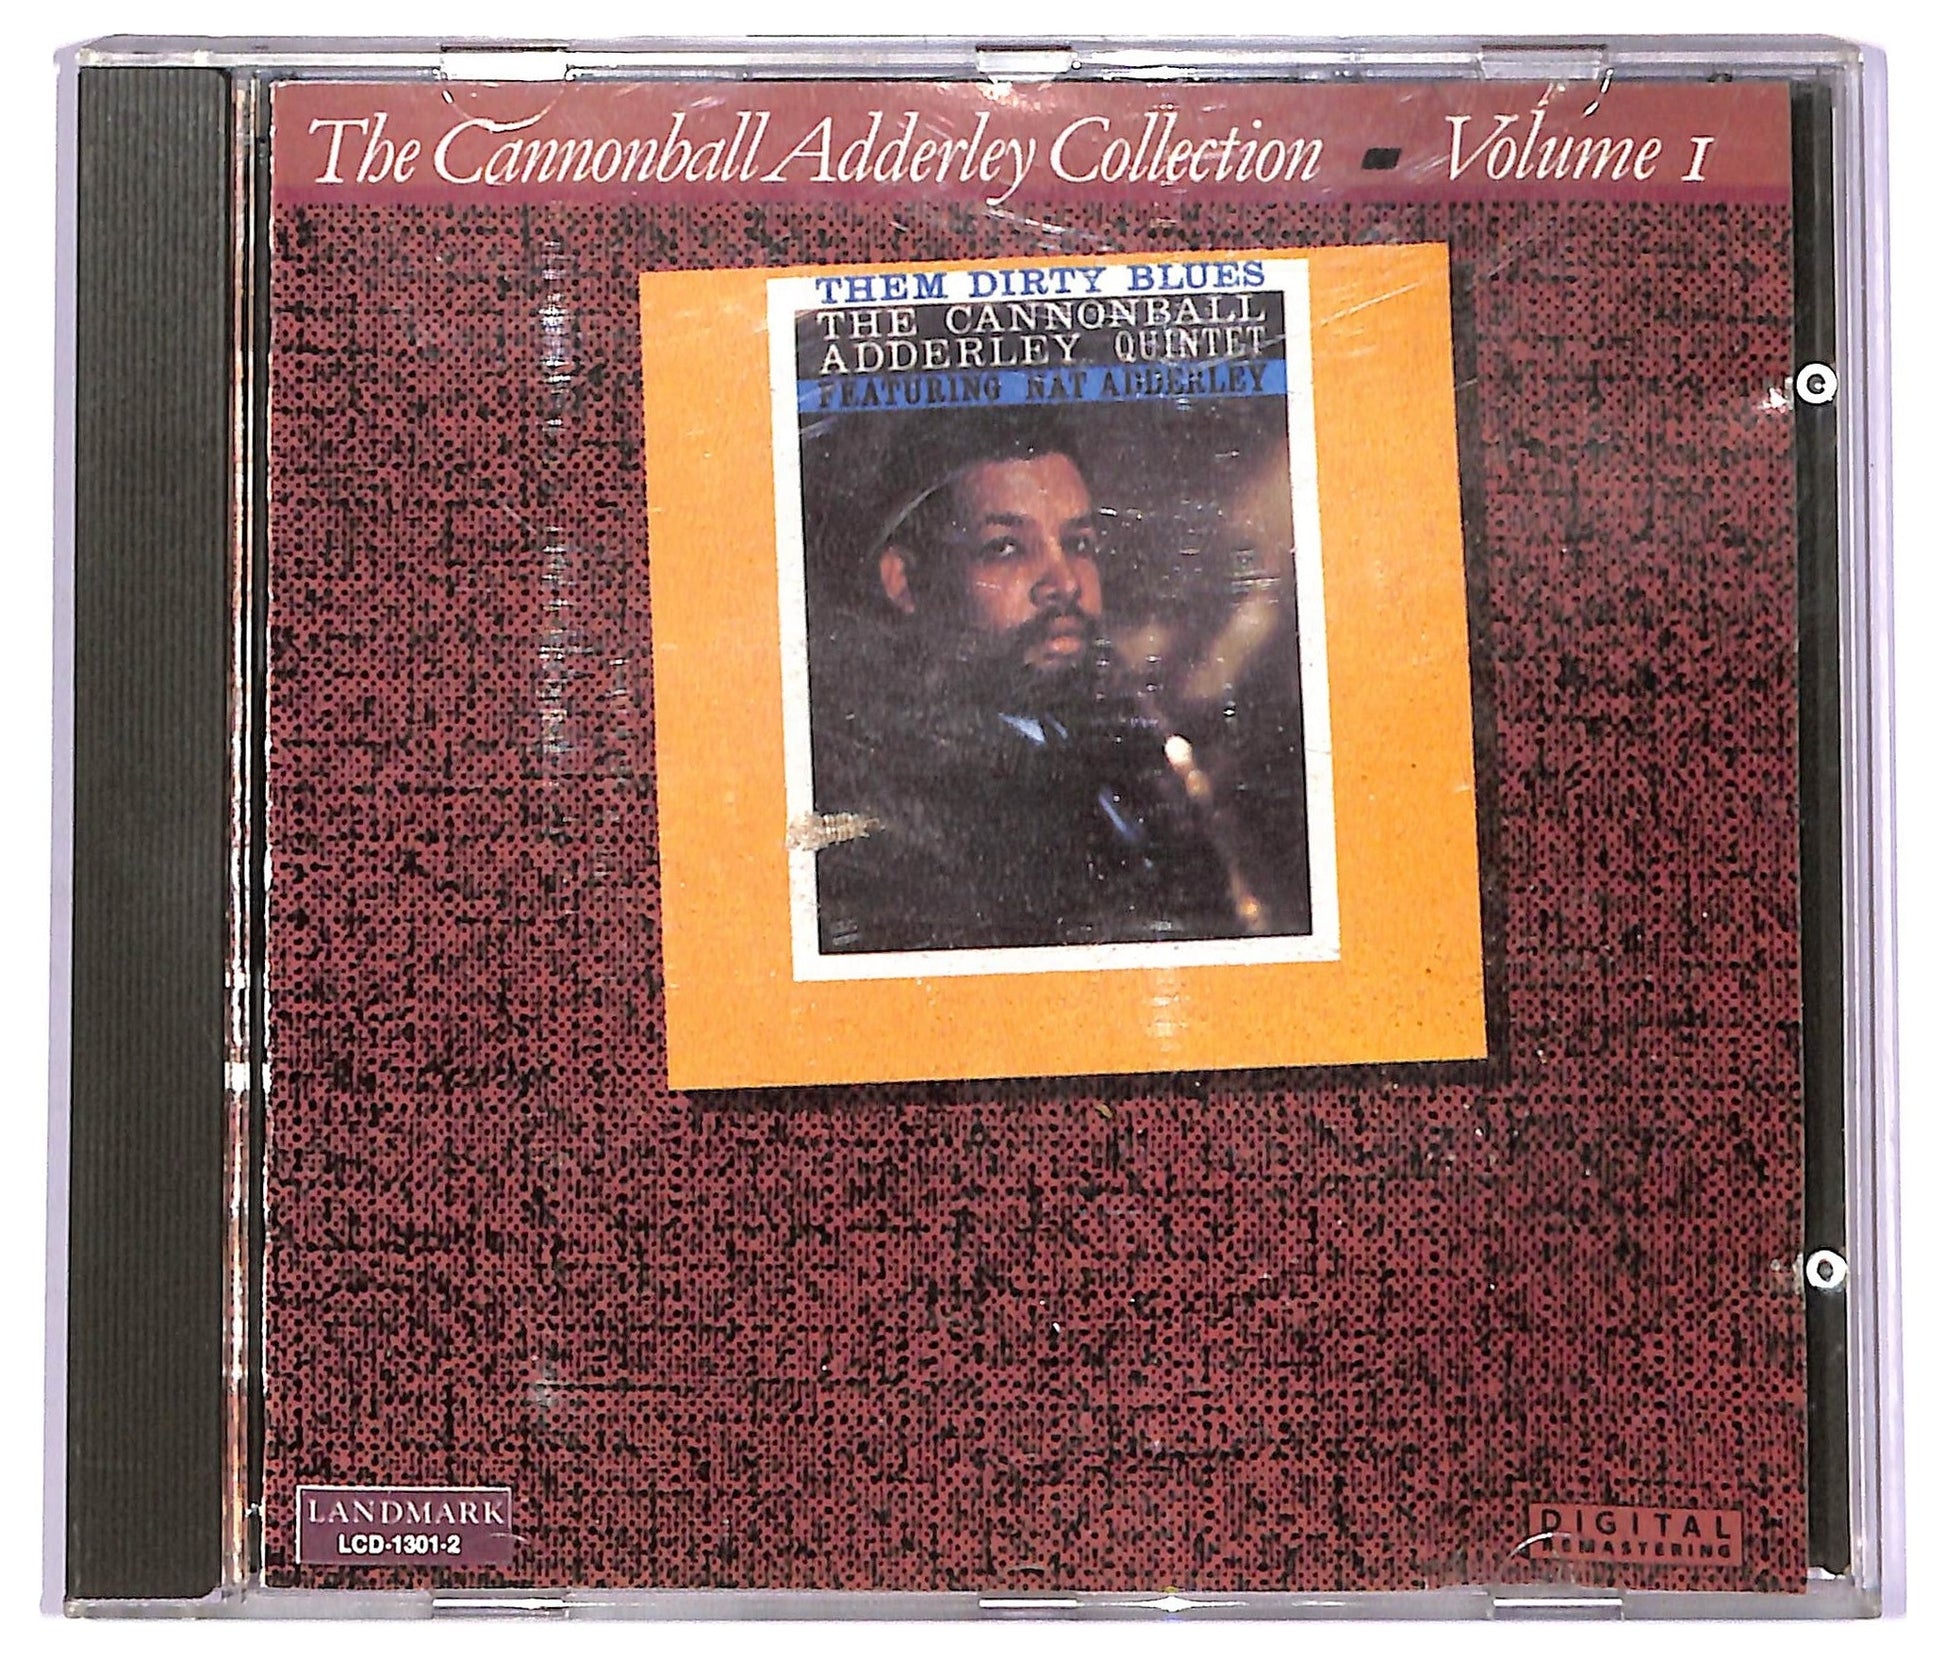 The Cannonball Adderley Collection ▪ Volume 1
THEM DIRTY BLUES
THE CANNONBALL
ADDERLEY QUINTET
FEATURING NAT ADDERLEY
LANDMARK
LCD-1301-2
DIGITAL
REMASTERING